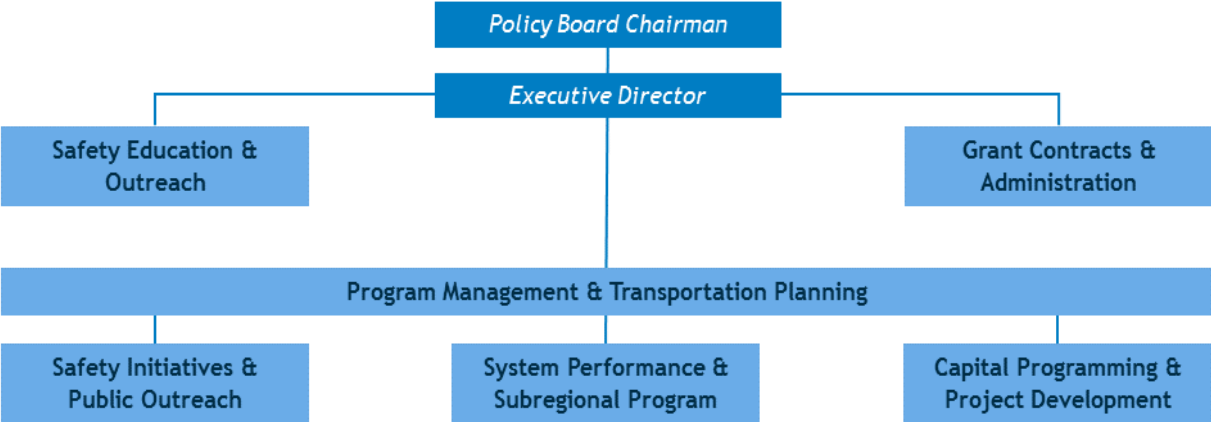 Policy Board Chairman
Executive Director
Safety Education &
Outreach
Grant Contracts &
Administration
Program Management & Transportation Planning
Safety Initiatives &
Public Outreach
System Performance &
Subregional Program
Capital Programming &
Project Development